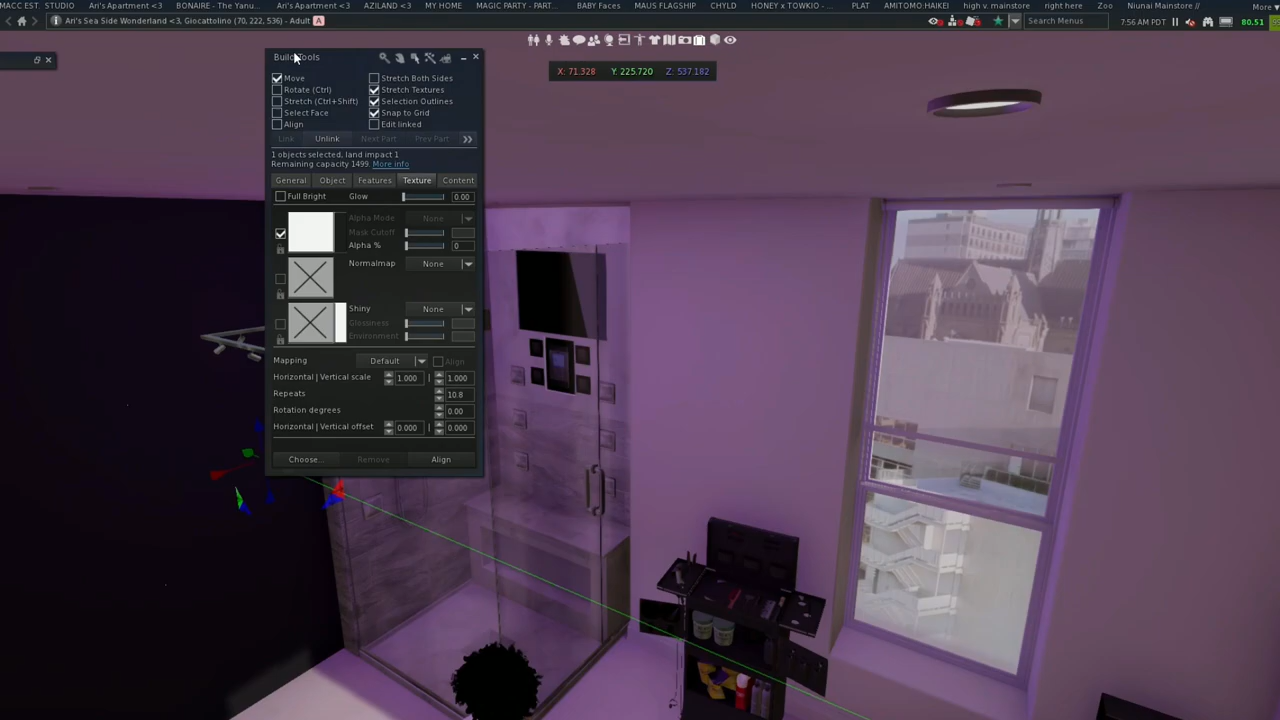 MACC EST. STUDIO Ari's Apartment <3 BONAIRE - The Yanu... Ari's Apartment <3 AZILAND <3 MY HOME MAGIC PARTY - PART... BABY Faces MAUS FLAGSHIP CHYLD HONEY x TOWKIO - ... PLAT AMITOMO:HAIKEI high v. mainstore right here Zoo Niunai Mainstore // More ▼
Ari's Sea Side Wonderland <3, Giocattolino (70, 222, 536) - Adult A Search Menus 7:56 AM PDT 80.51
Build Tools
X: 71.328 Y: 225.720 Z: 537.182
Move Stretch Both Sides
Rotate (Ctrl) Stretch Textures
Stretch (Ctrl+Shift) Selection Outlines
Select Face Snap to Grid
Align Edit linked
Link Unlink Next Part Prev Part
1 objects selected, land impact 1
Remaining capacity 1499. More info
General Object Features Texture Content
Full Bright Glow 0.00
Alpha Mode None
Mask Cutoff
Alpha % 0
Normalmap None
Shiny None
Glossiness
Environment
Mapping Default Align
Horizontal | Vertical scale 1.000 | 1.000
Repeats 10.8
Rotation degrees 0.00
Horizontal | Vertical offset 0.000 | 0.000
Choose... Remove Align